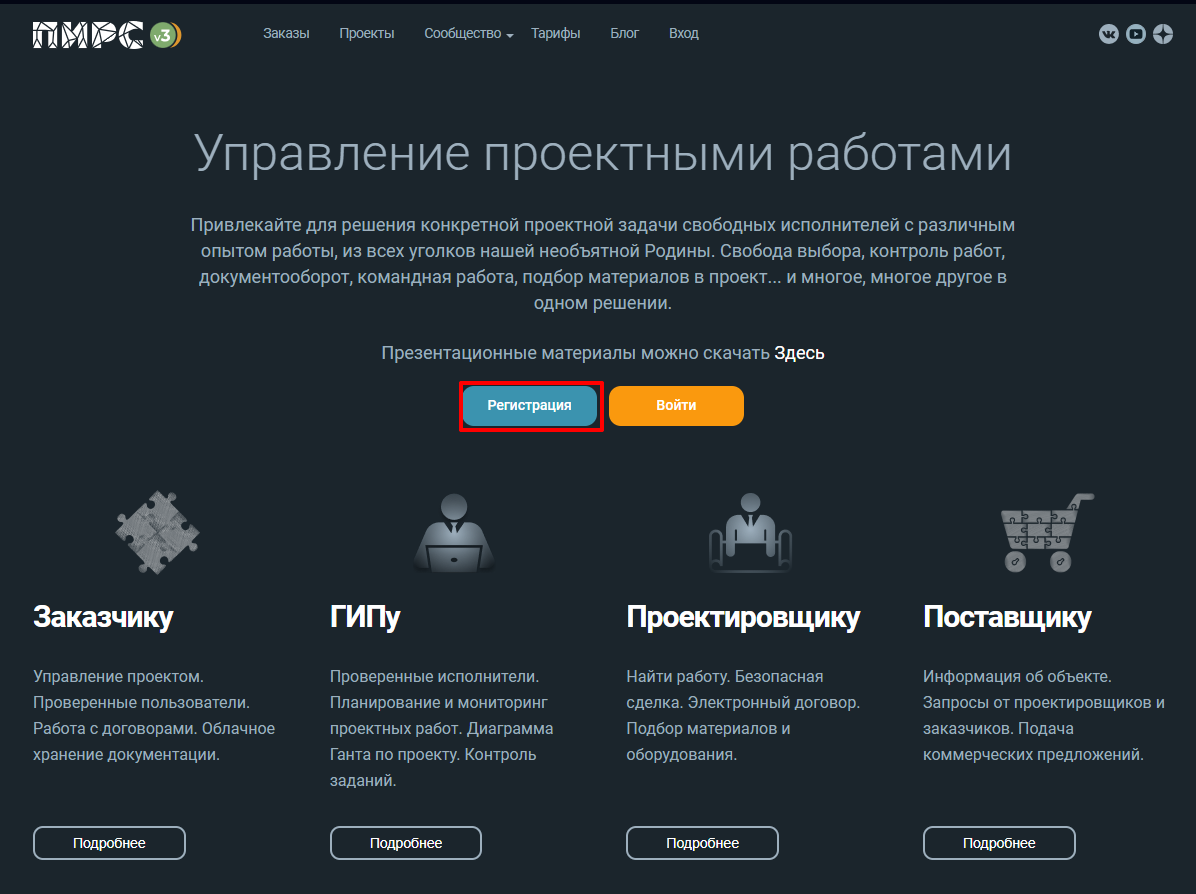 ПИРС v3
Заказы Проекты Сообщество Тарифы Блог Вход
Управление проектными работами
Привлекайте для решения конкретной проектной задачи свободных исполнителей с различным
опытом работы, из всех уголков нашей необъятной Родины. Свобода выбора, контроль работ,
документооборот, командная работа, подбор материалов в проект... и многое, многое другое в
одном решении.
Презентационные материалы можно скачать Здесь
Регистрация Войти
Заказчику
Управление проектом.
Проверенные пользователи.
Работа с договорами. Облачное
хранение документации.
Подробнее
ГИПу
Проверенные исполнители.
Планирование и мониторинг
проектных работ. Диаграмма
Ганта по проекту. Контроль
заданий.
Подробнее
Проектировщику
Найти работу. Безопасная
сделка. Электронный договор.
Подбор материалов и
оборудования.
Подробнее
Поставщику
Информация об объекте.
Запросы от проектировщиков и
заказчиков. Подача
коммерческих предложений.
Подробнее